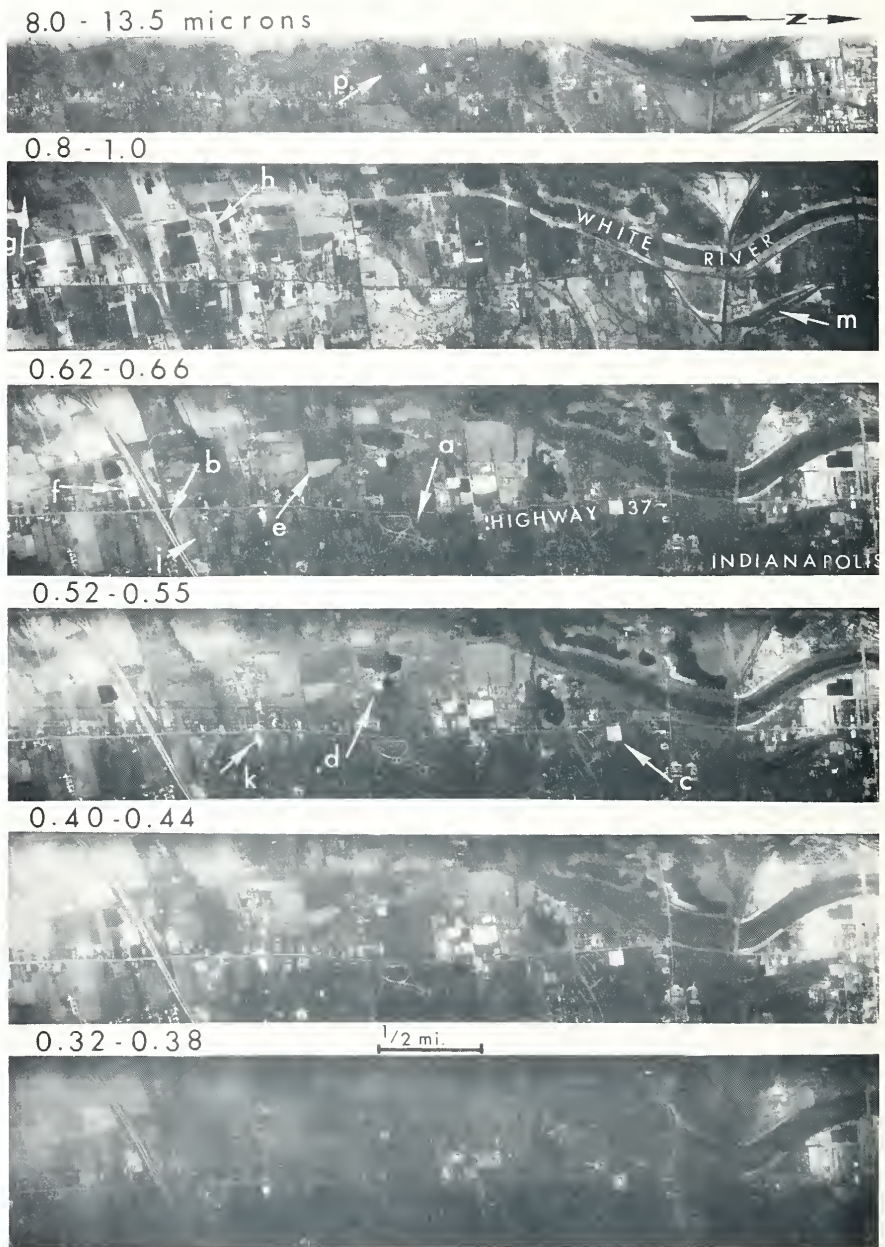 8.0 - 13.5 microns
N
p
0.8 - 1.0
h
g
WHITE
RIVER
m
0.62 - 0.66
a
b
f
e
HIGHWAY 37
i
INDIANAPOLIS
0.52 - 0.55
d
k
c
0.40 - 0.44
0.32 - 0.38
1/2 mi.